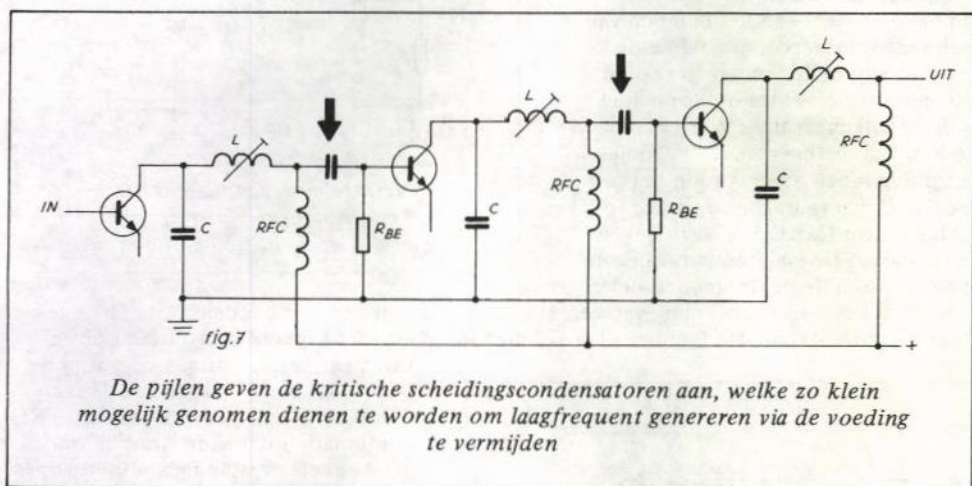 L
UIT
L
RFC
L
RFC
C
IN
C
RFC
R_BE
C
R_BE
fig.7
+
De pijlen geven de kritische scheidingscondensatoren aan, welke zo klein
mogelijk genomen dienen te worden om laagfrequent genereren via de voeding
te vermijden